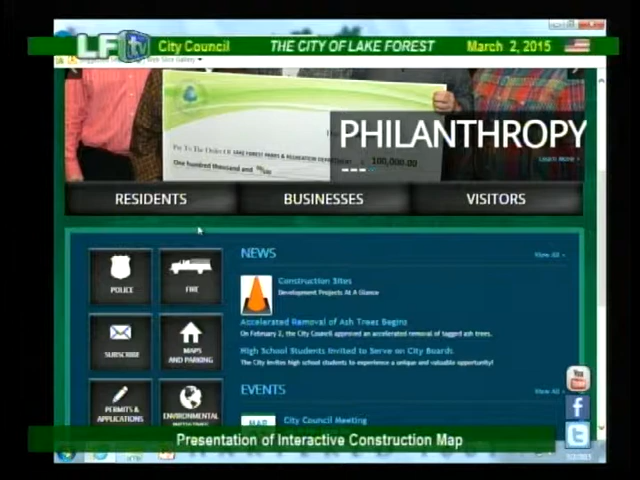 LFtv City Council THE CITY OF LAKE FOREST March 2, 2015
Pay To The Order Of LAKE FOREST PARKS & RECREATION DEPARTMENT $ 100,000.00
One hundred thousand and
PHILANTHROPY
Learn More >
RESIDENTS BUSINESSES VISITORS
NEWS View All >
POLICE
FIRE
Construction Sites
Development Projects At A Glance
Accelerated Removal of Ash Trees Begins
On February 2, the City Council approved an accelerated removal of tagged ash trees.
SUBSCRIBE
MAPS
AND PARKING
High School Students Invited to Serve on City Boards
The City invites high school students to experience a unique and valuable opportunity!
EVENTS View All >
PERMITS &
APPLICATIONS
ENVIRONMENTAL
MAR
City Council Meeting
You
Presentation of Interactive Construction Map